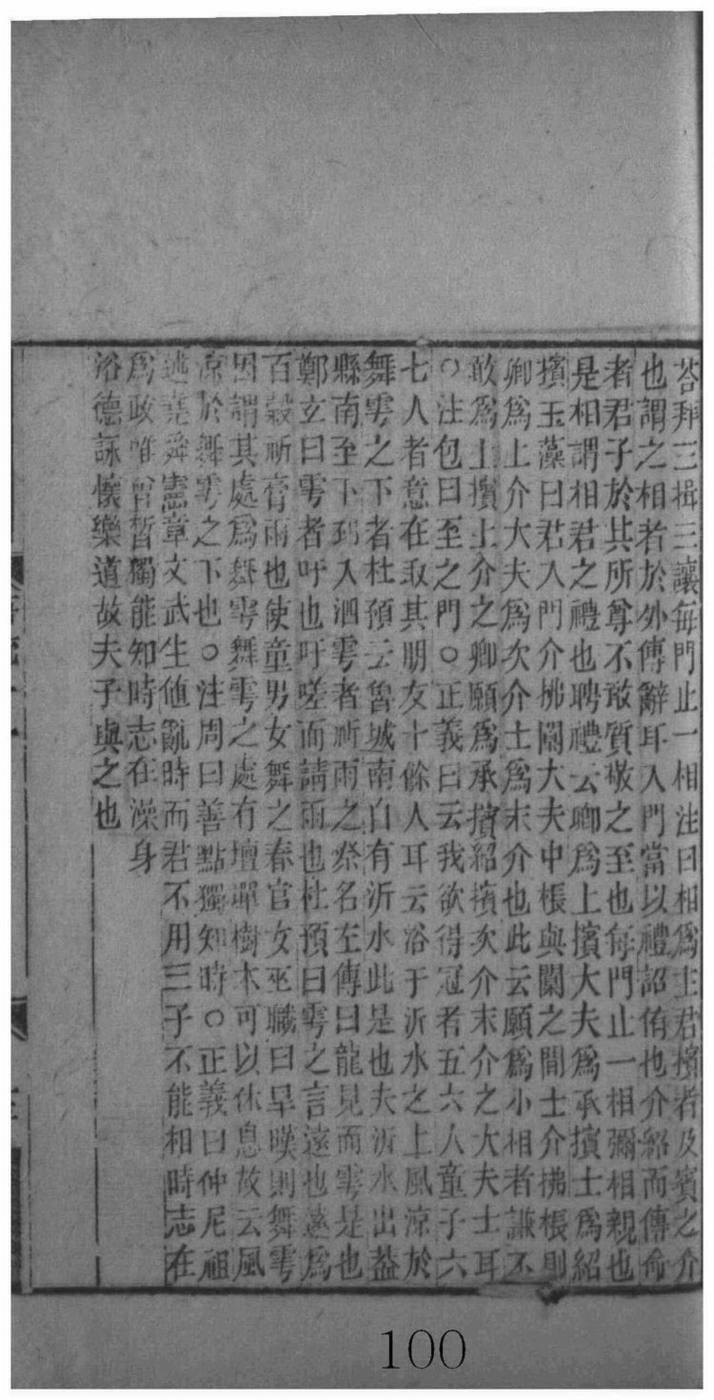 荅拜三揖三讓每門止一相注曰相爲主君擯者及賓之介
也謂之相者於外傳辭耳入門當以禮詔侑也介紹而傳命
者君子於其所尊不敢質敬之至也每門止一相彌相親也
是相謂相君之禮也聘禮云卿爲上擯大夫爲承擯士爲紹
擯玉藻曰君入門介拂闑大夫中棖與闑之間士介拂棖則
卿爲上介大夫爲次介士爲末介也此云願爲小相者謙不
敢爲上擯上介之卿願爲承擯紹擯次介末介之大夫士耳
○注包曰至之門○正義曰云我欲得冠者五六人童子六
七人者意在取其朋友十餘人耳云浴于沂水之上風涼於
舞雩之下者杜預云魯城南自有沂水此是也夫沂水出蓋
縣南至下邳入泗雩者祈雨之祭名左傳曰龍見而雩是也
鄭玄曰雩者吁也吁嗟而請雨也杜預曰雩之言遠也遠爲
百穀祈膏雨也使童男女舞之春官女巫職曰旱暵則舞雩
因謂其處爲舞雩舞雩之處有壇墠樹木可以休息故云風
涼於舞雩之下也○注周曰善點獨知時○正義曰仲尼祖
述堯舜憲章文武生值亂時而君不用三子不能相時志在
爲政唯曾晳獨能知時志在澡身
浴德詠懷樂道故夫子與之也
100